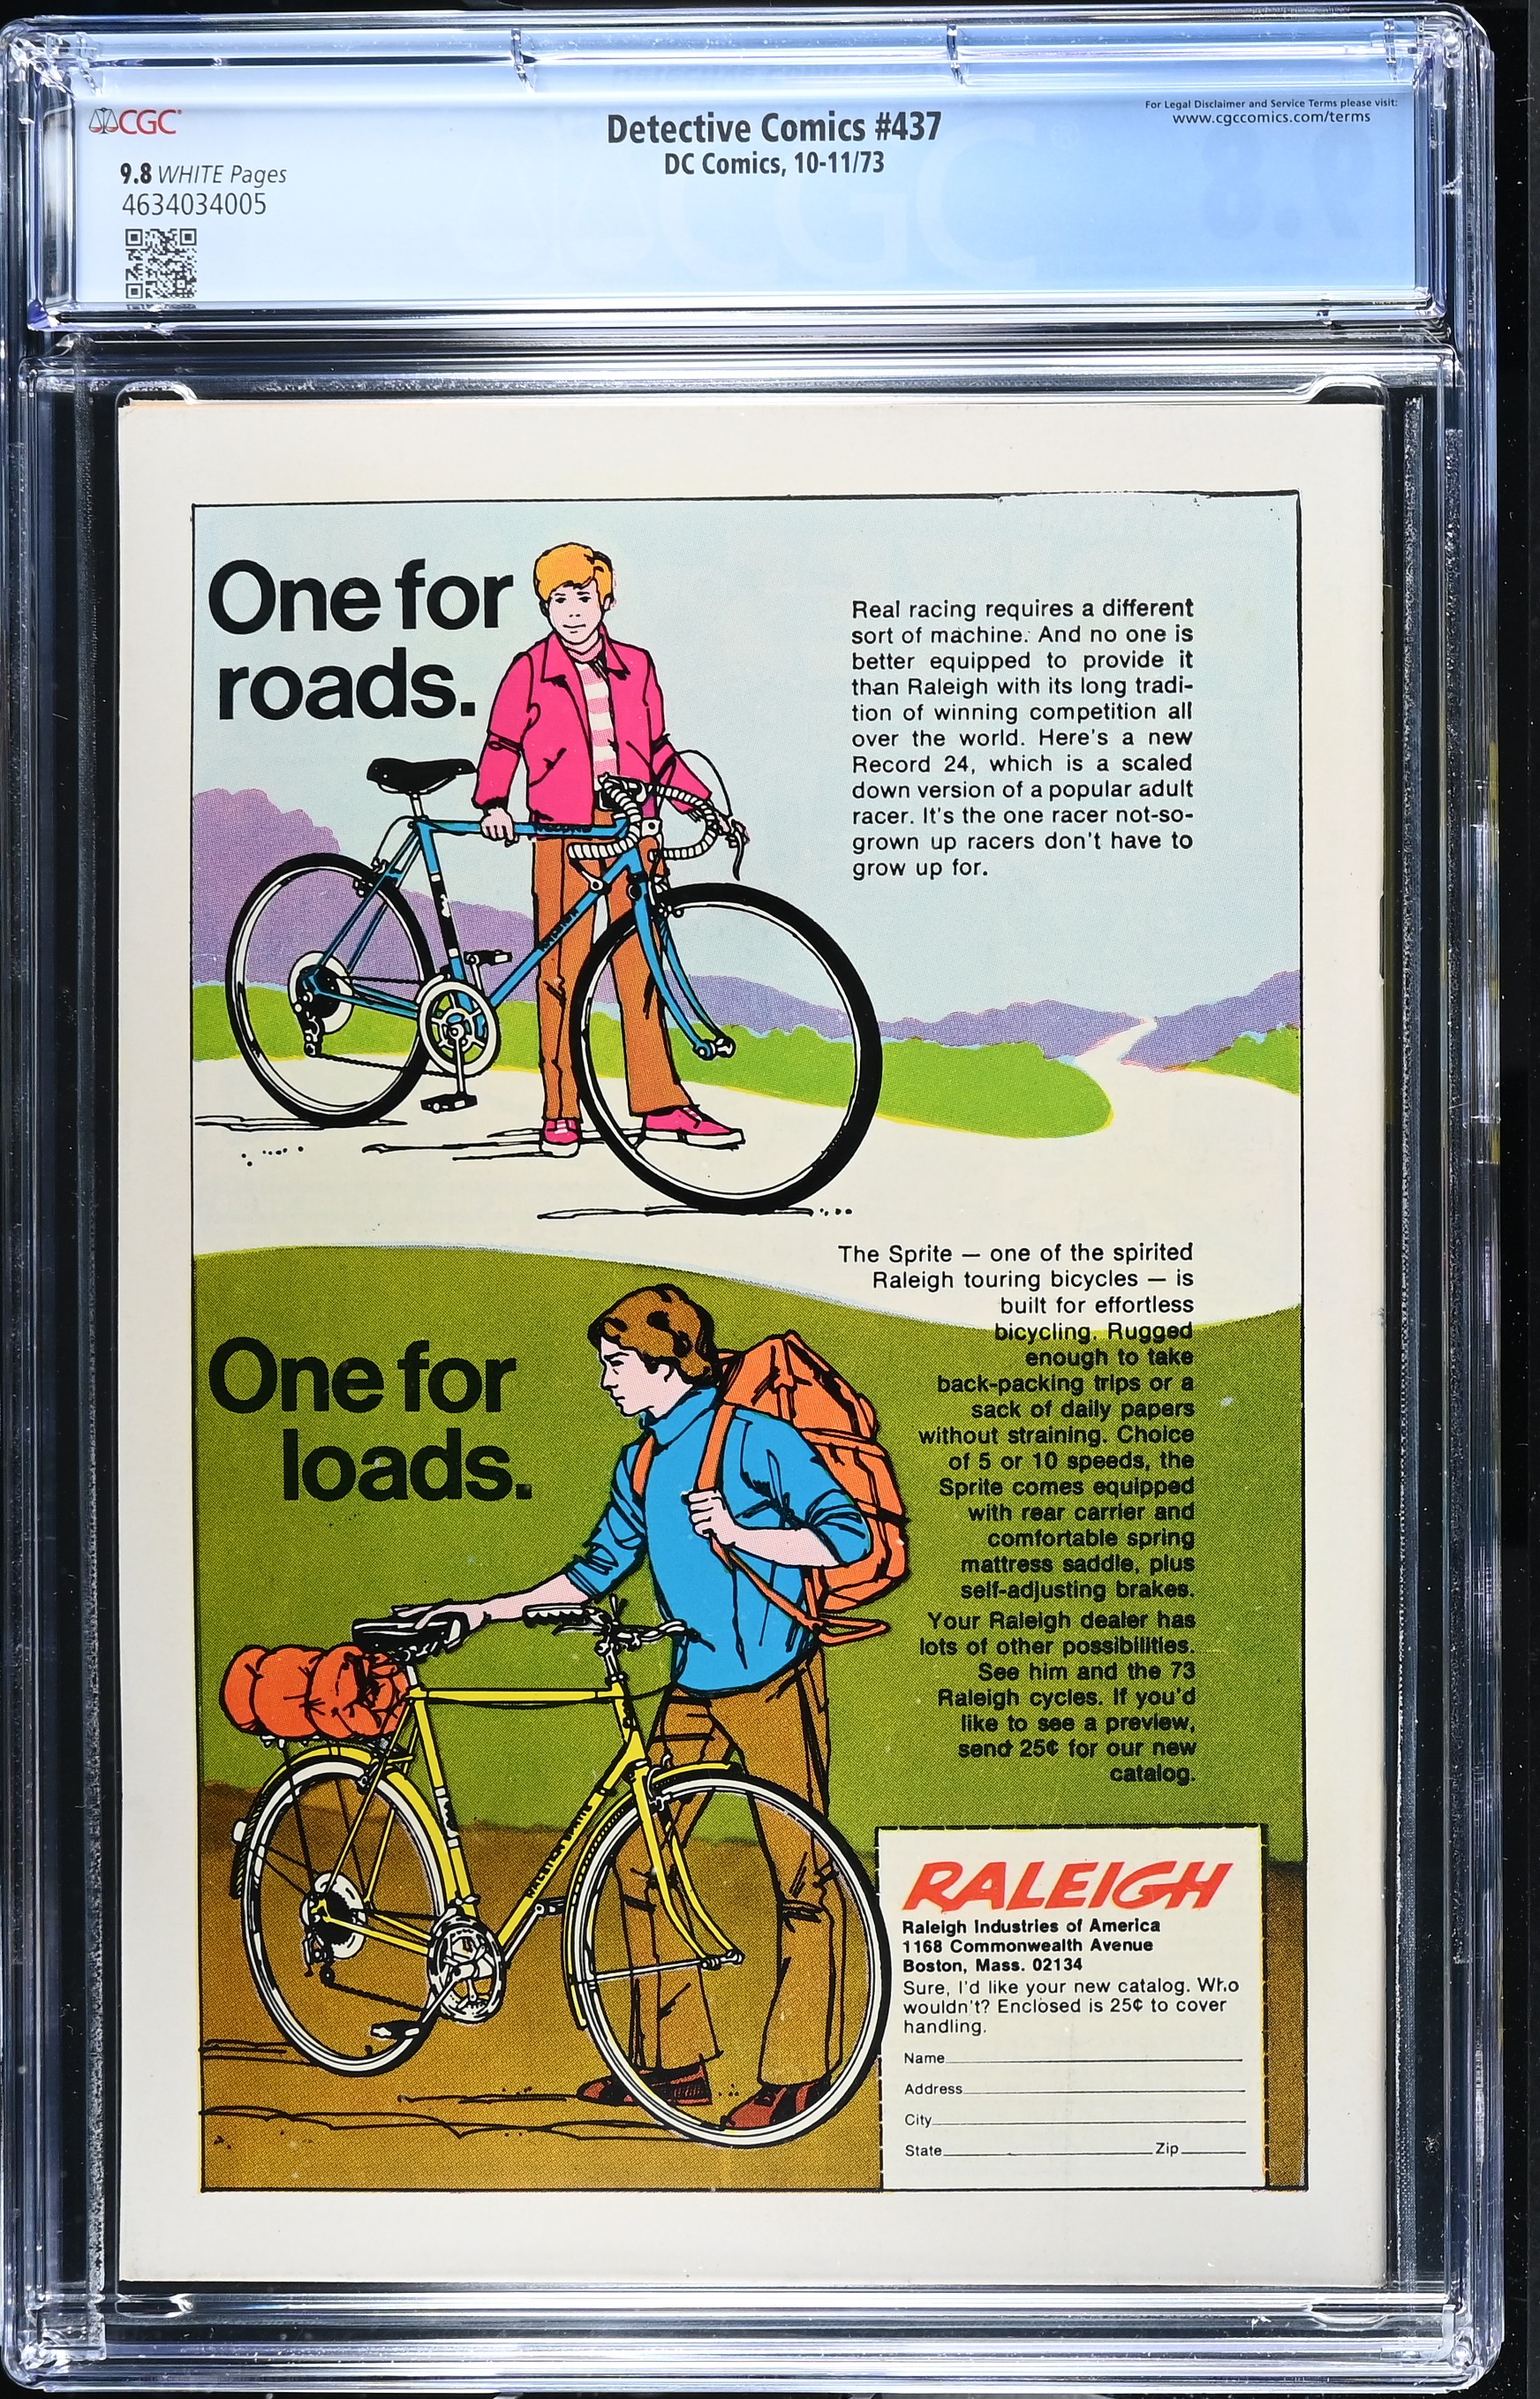 CGC
9.8 WHITE Pages
4634034005
Detective Comics #437
DC Comics, 10-11/73
For Legal Disclaimer and Service Terms please visit:
www.cgccomics.com/terms
One for
roads.
Real racing requires a different
sort of machine. And no one is
better equipped to provide it
than Raleigh with its long tradi-
tion of winning competition all
over the world. Here's a new
Record 24, which is a scaled
down version of a popular adult
racer. It's the one racer not-so-
grown up racers don't have to
grow up for.
RECORD
One for
loads.
The Sprite — one of the spirited
Raleigh touring bicycles — is
built for effortless
bicycling. Rugged
enough to take
back-packing trips or a
sack of daily papers
without straining. Choice
of 5 or 10 speeds, the
Sprite comes equipped
with rear carrier and
comfortable spring
mattress saddle, plus
self-adjusting brakes.
Your Raleigh dealer has
lots of other possibilities.
See him and the 73
Raleigh cycles. If you'd
like to see a preview,
send 25¢ for our new
catalog.
RALEIGH SPRITE
RALEIGH
Raleigh Industries of America
1168 Commonwealth Avenue
Boston, Mass. 02134
Sure, I'd like your new catalog. Who
wouldn't? Enclosed is 25¢ to cover
handling.
Name
Address
City
State Zip